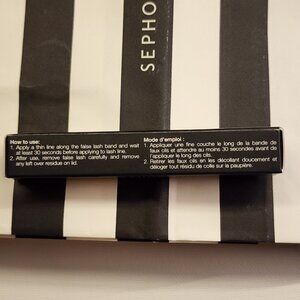 SEPHO
How to use:
1. Apply a thin line along the false lash band and wait
at least 30 seconds before applying to lash line.
2. After use, remove false lash carefully and remove
any left over residue on lid.
Mode d'emploi :
1. Appliquer une fine couche le long de la bande de
faux cils et attendre au moins 30 secondes avant de
l'appliquer le long des cils.
2. Retirer les faux cils en les décollant doucement et
déloger tout résidu de colle sur la paupière.